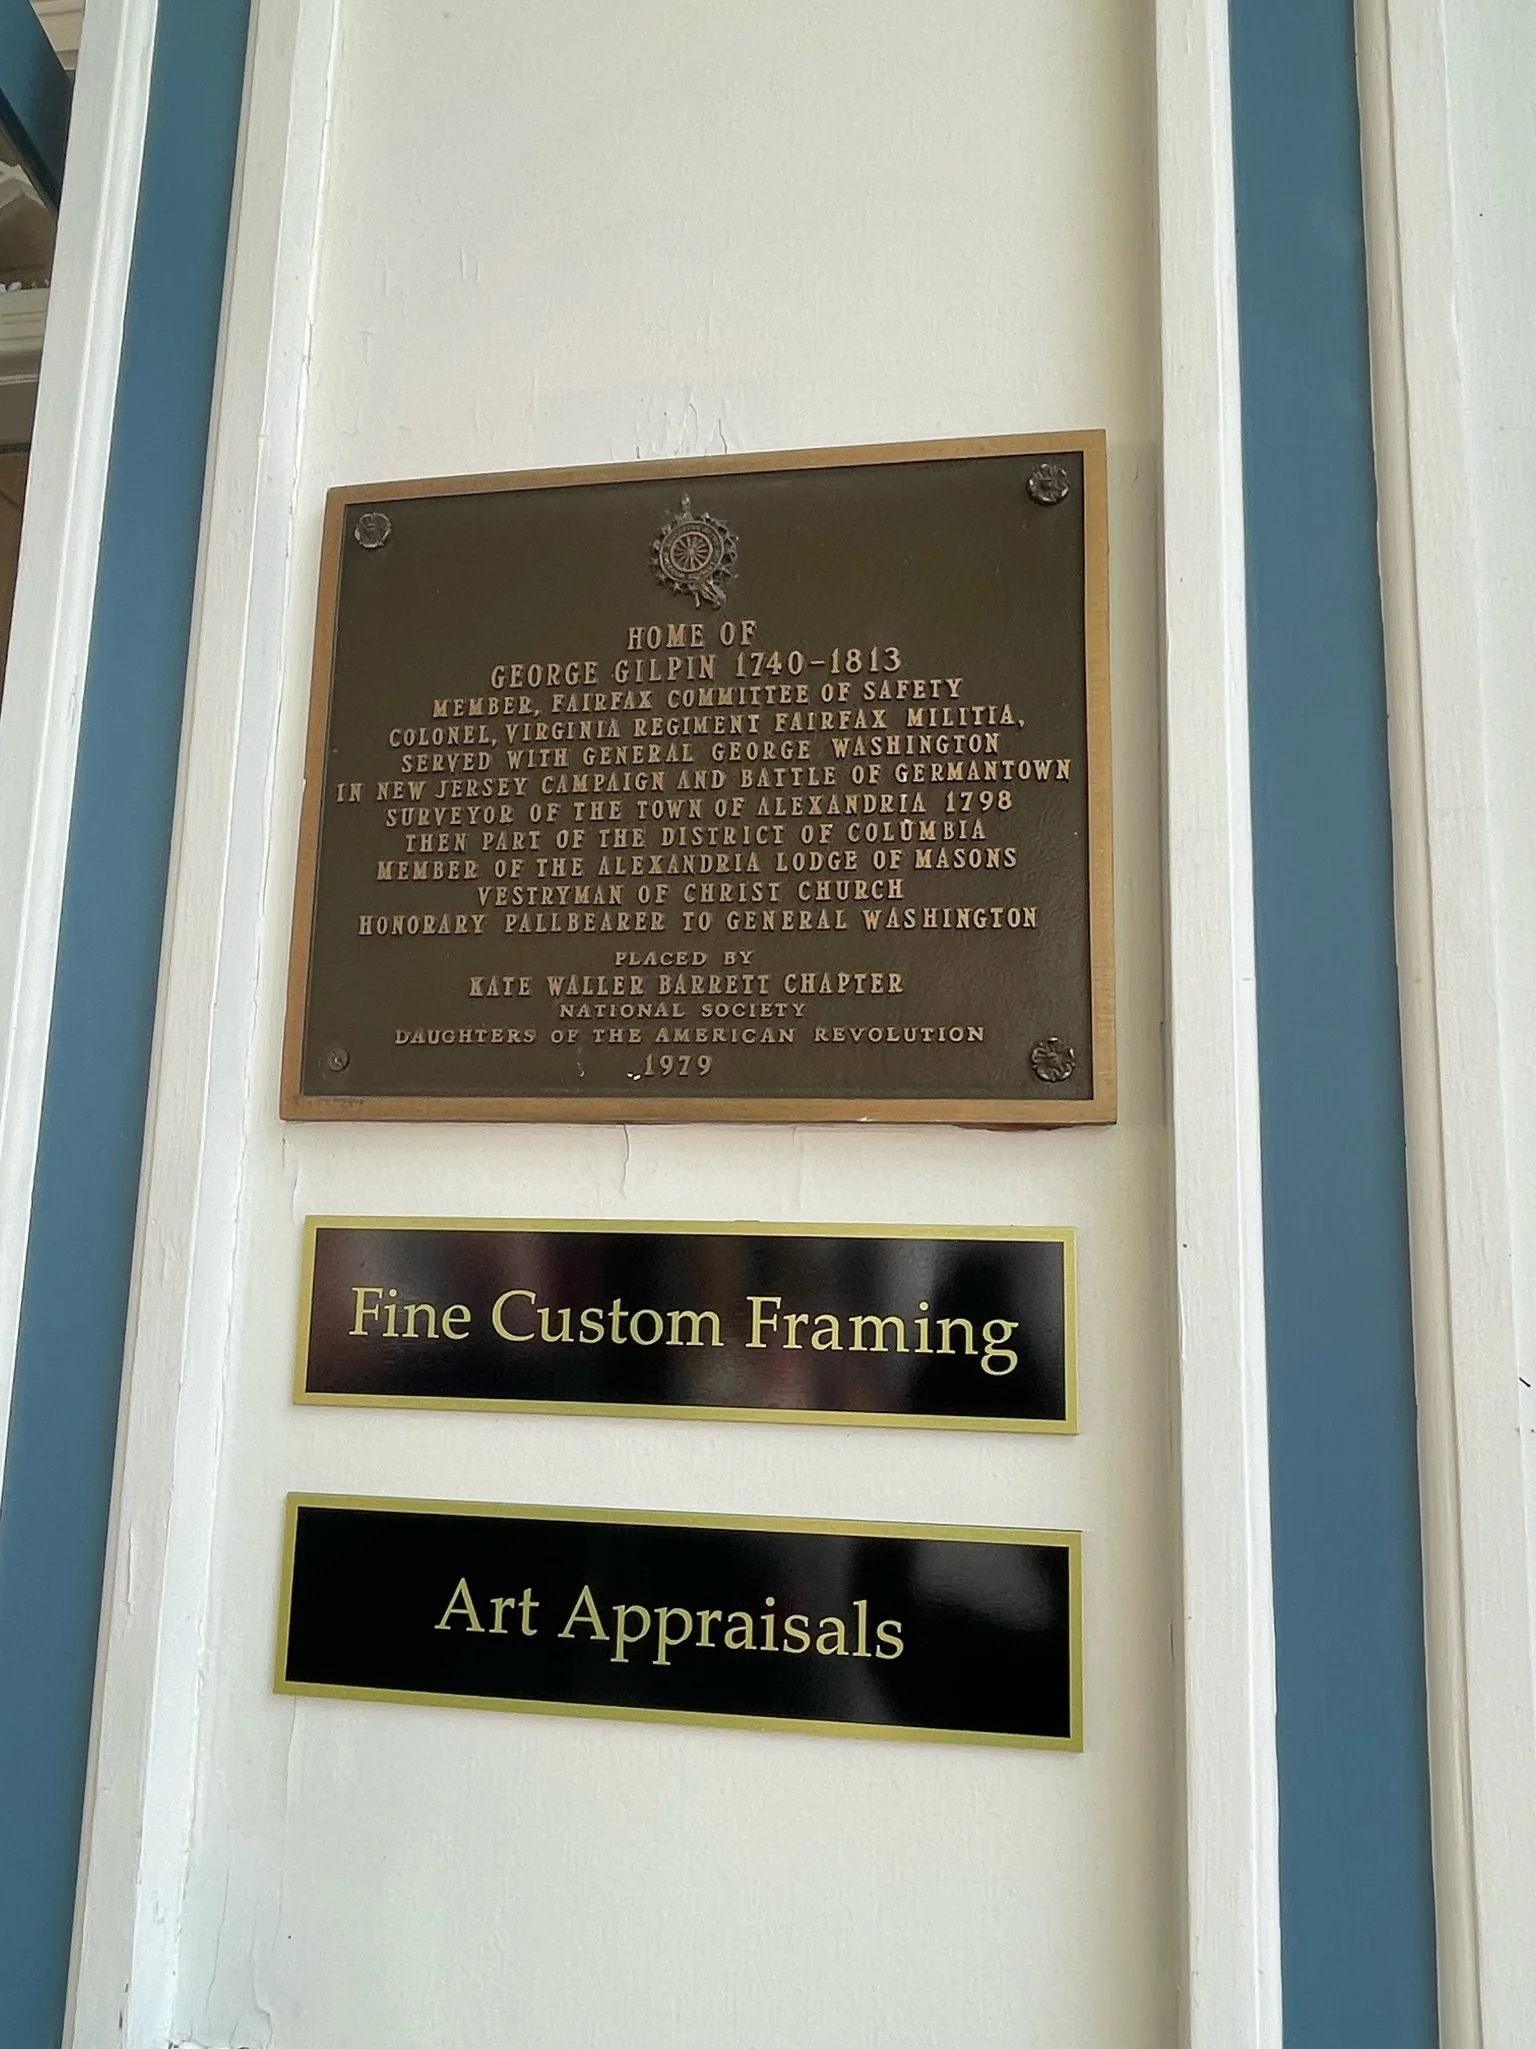 HOME OF
GEORGE GILPIN 1740-1813
MEMBER, FAIRFAX COMMITTEE OF SAFETY
COLONEL, VIRGINIA REGIMENT FAIRFAX MILITIA,
SERVED WITH GENERAL GEORGE WASHINGTON
IN NEW JERSEY CAMPAIGN AND BATTLE OF GERMANTOWN
SURVEYOR OF THE TOWN OF ALEXANDRIA 1798
THEN PART OF THE DISTRICT OF COLUMBIA
MEMBER OF THE ALEXANDRIA LODGE OF MASONS
VESTRYMAN OF CHRIST CHURCH
HONORARY PALLBEARER TO GENERAL WASHINGTON
PLACED BY
KATE WALLER BARRETT CHAPTER
NATIONAL SOCIETY
DAUGHTERS OF THE AMERICAN REVOLUTION
1979
Fine Custom Framing
Art Appraisals